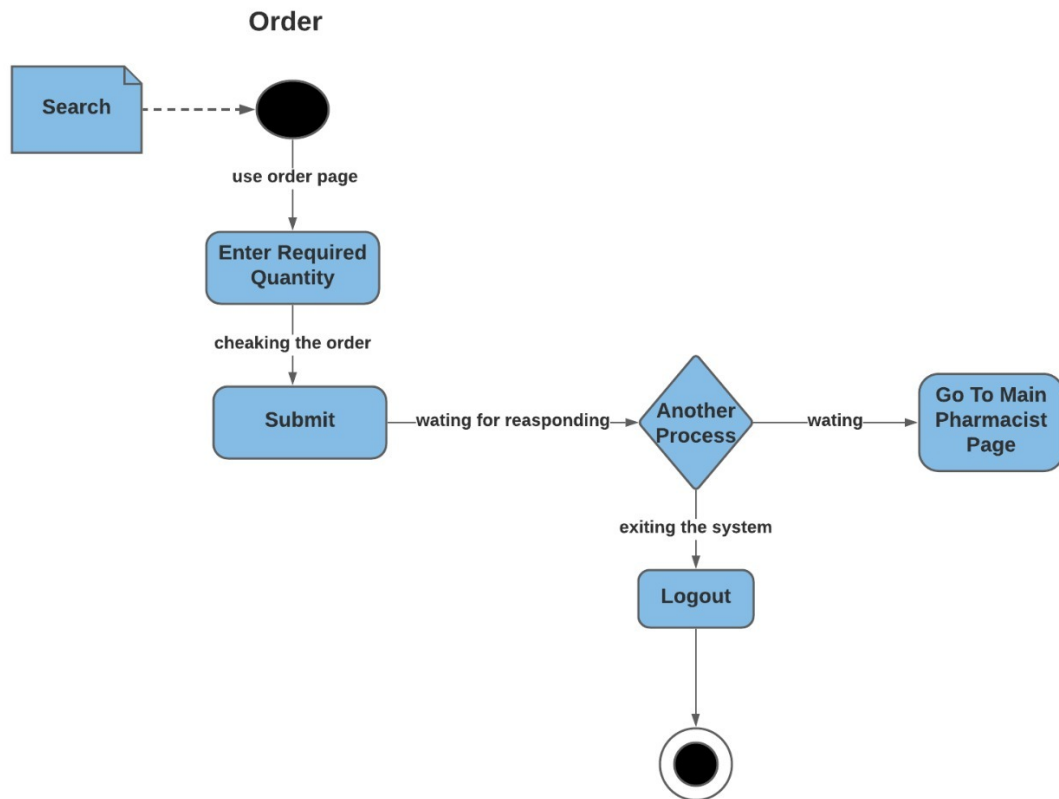 Order
Search
use order page
Enter Required
Quantity
cheaking the order
Submit
wating for reasponding
Another
Process
wating
Go To Main
Pharmacist
Page
exiting the system
Logout